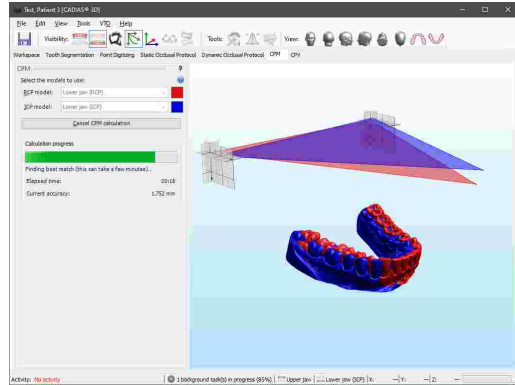 Test, Patient 3 [CADIAS® 3D]
File Edit View Tools VTO Help
Visibility: Tools: View:
Workspace Tooth Segmentation Point Digitizing Static Occlusal Protocol Dynamic Occlusal Protocol CPM CPV
CPM
Select the models to use:
RCP model: Lower jaw (RCP)
ICP model: Lower jaw (ICP)
Cancel CPM calculation
Calculation progress
Finding best match (this can take a few minutes)...
Elapsed time: 00:18
Current accuracy: 1.752 mm
Activity: No activity 1 background task(s) in progress (85%) Upper jaw Lower jaw (ICP) X: — Y: — Z: —